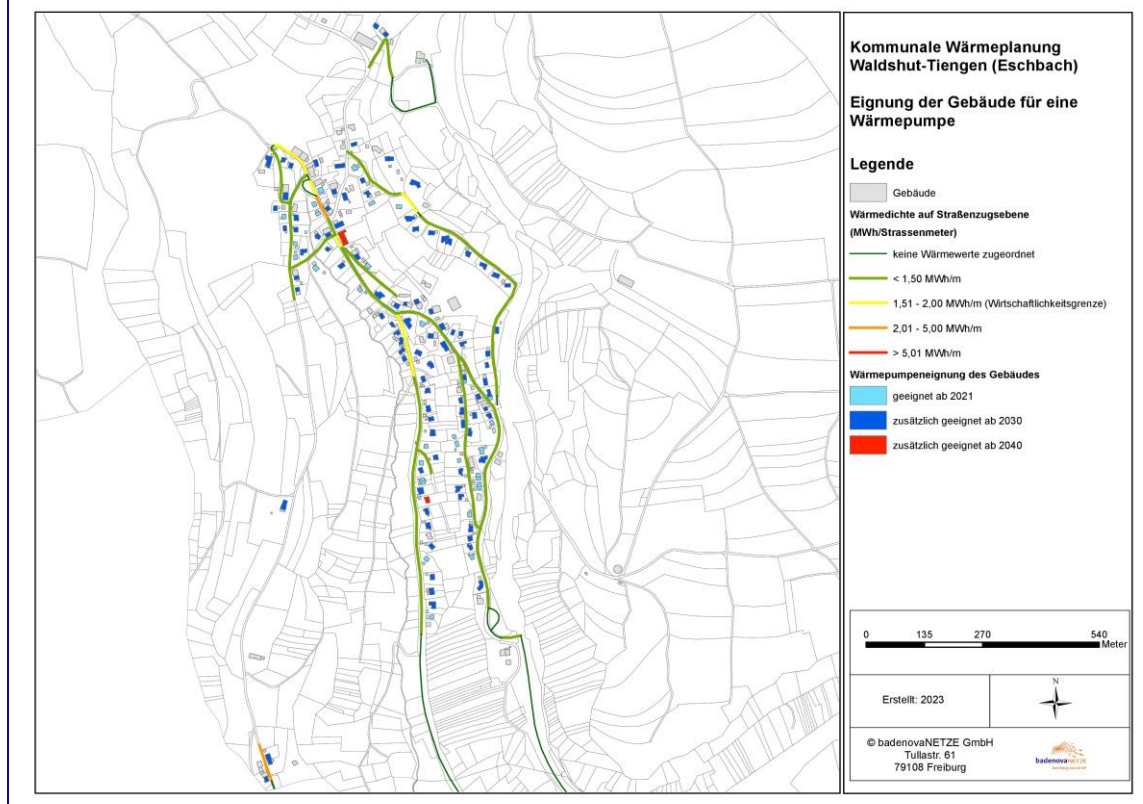 Kommunale Wärmeplanung
Waldshut-Tiengen (Eschbach)
Eignung der Gebäude für eine
Wärmepumpe
Legende
Gebäude
Wärmedichte auf Straßenzugsebene
(MWh/Strassenmeter)
keine Wärmewerte zugeordnet
< 1,50 MWh/m
1,51 - 2,00 MWh/m (Wirtschaftlichkeitsgrenze)
2,01 - 5,00 MWh/m
> 5,01 MWh/m
Wärmepumpeneignung des Gebäudes
geeignet ab 2021
zusätzlich geeignet ab 2030
zusätzlich geeignet ab 2040
0 135 270 540
Meter
Erstellt: 2023
N
© badenovaNETZE GmbH
Tullastr. 61
79108 Freiburg
badenovaNETZE